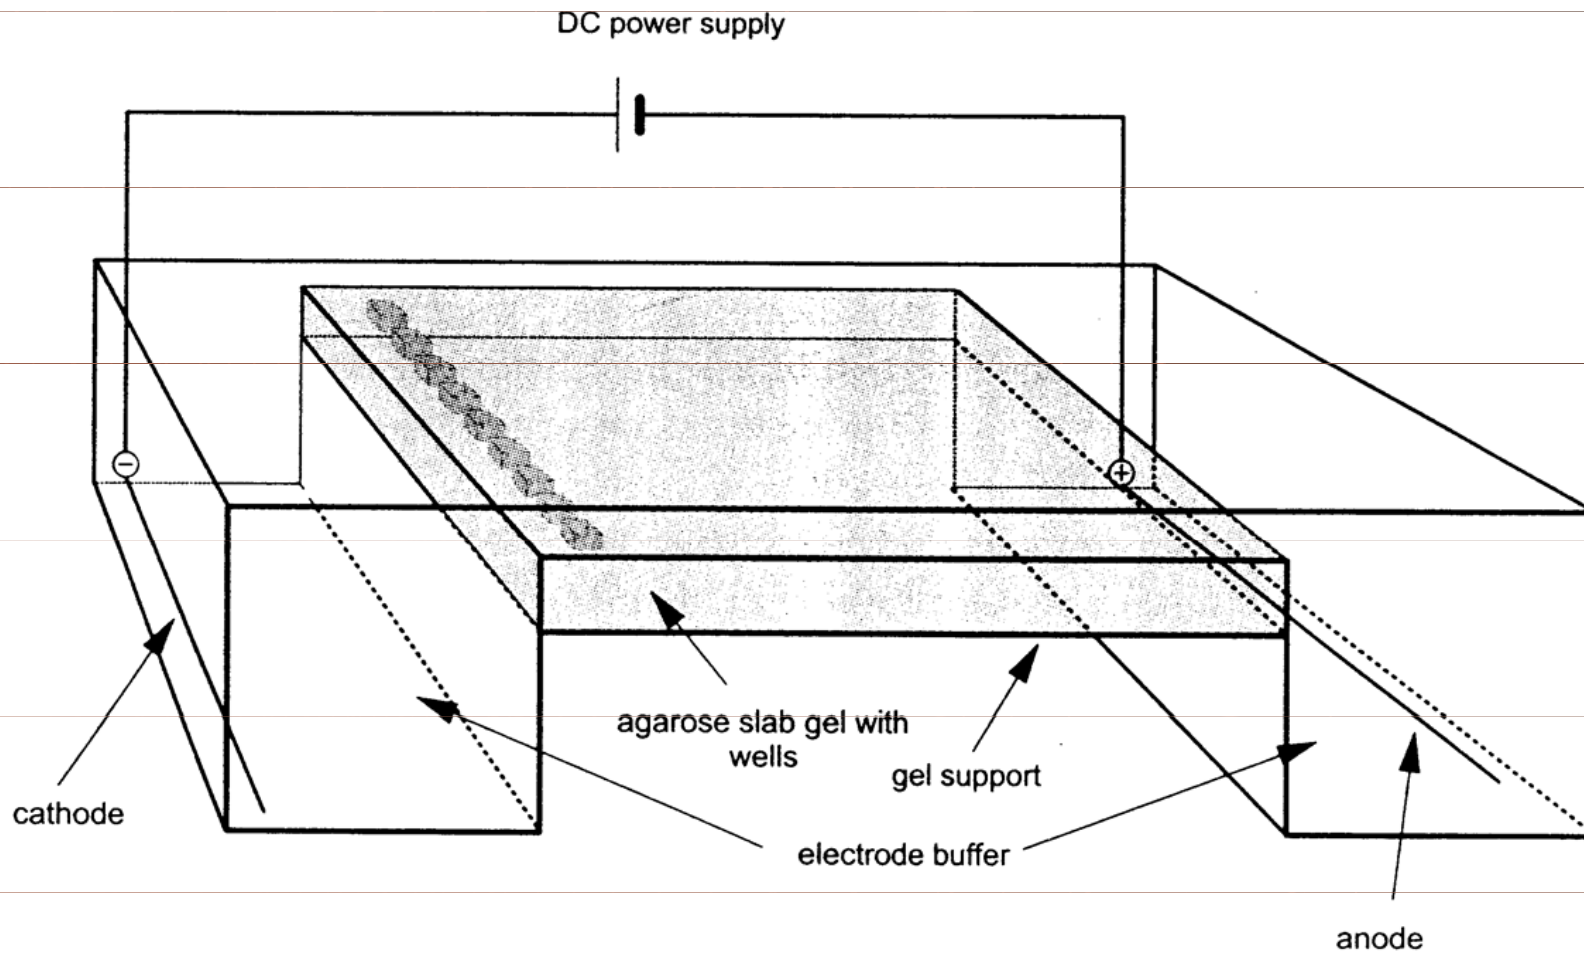 DC power supply
−
+
agarose slab gel with
wells
gel support
cathode
electrode buffer
anode